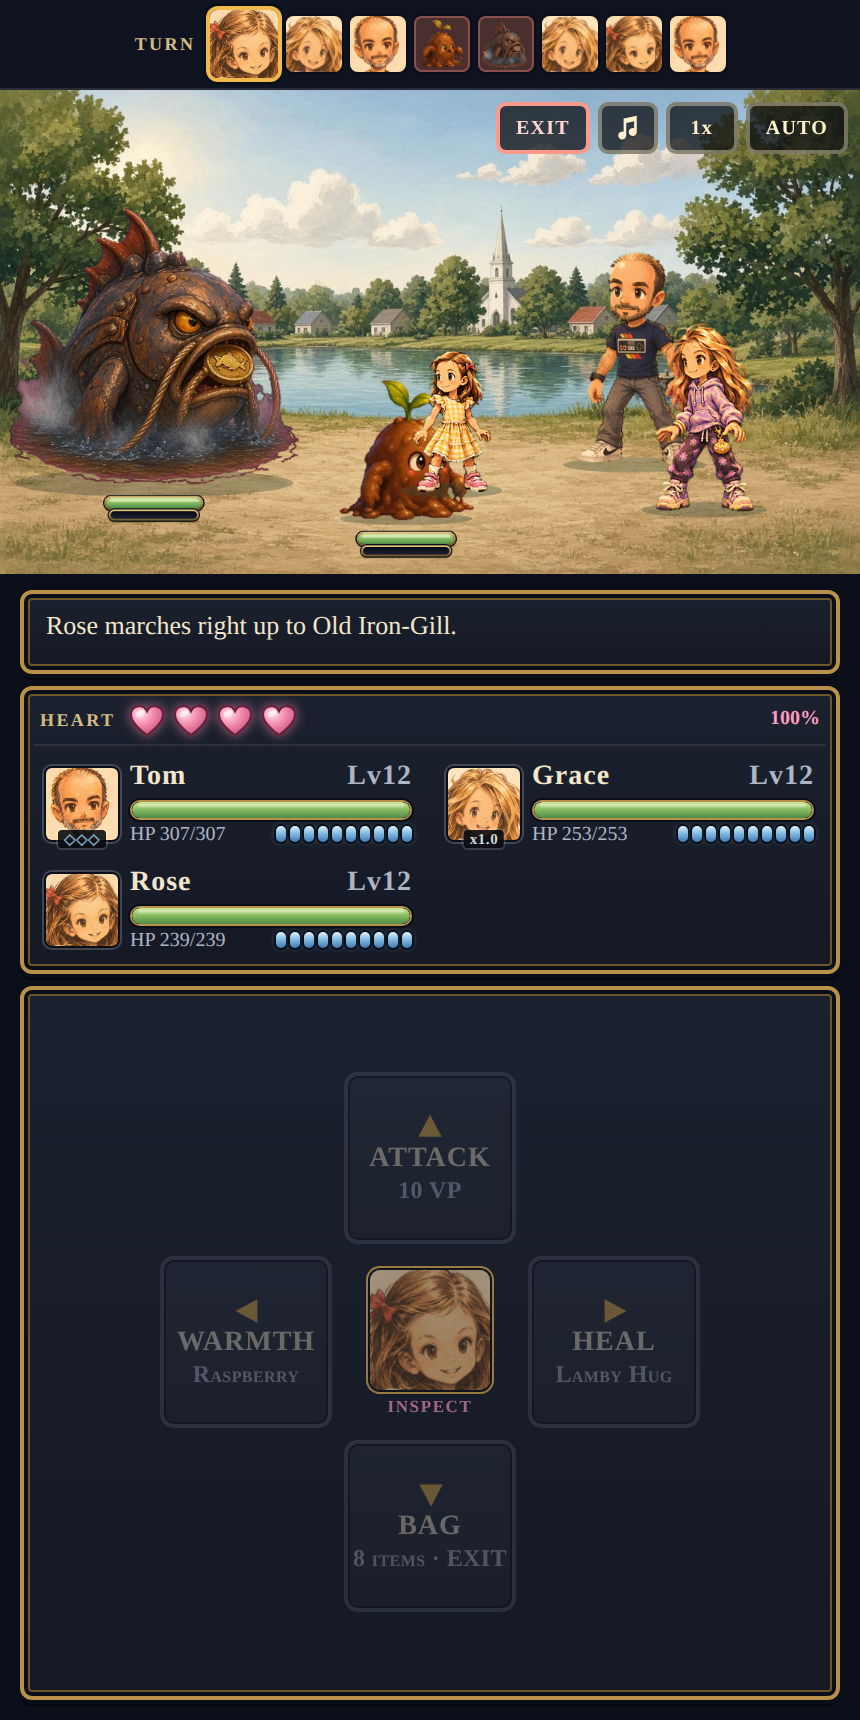 TURN
EXIT
1x
AUTO
Rose marches right up to Old Iron-Gill.
HEART
100%
Tom Lv12
HP 307/307
Grace Lv12
x1.0
HP 253/253
Rose Lv12
HP 239/239
ATTACK
10 VP
WARMTH
Raspberry
HEAL
Lamby Hug
INSPECT
BAG
8 items · EXIT